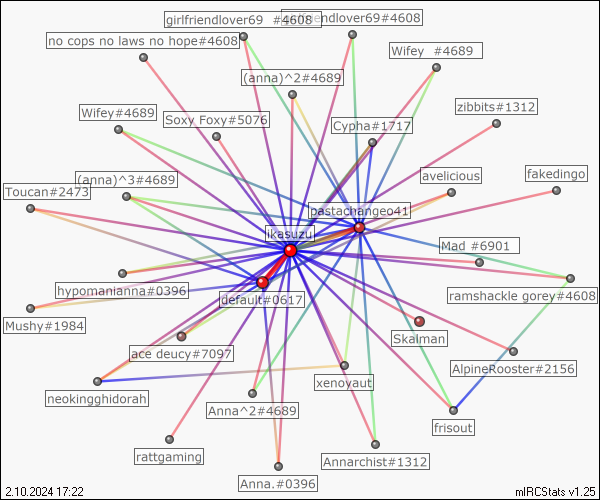 girlfriendlover69 #4608
friendlover69#4608
no cops no laws no hope#4608
Wifey #4689
(anna)^2#4689
zibbits#1312
Wifey#4689
Soxy Foxy#5076
Cypha#1717
(anna)^3#4689
avelicious
fakedingo
Toucan#2473
pastachangeo41
ikasuzu
Mad #6901
hypomanianna#0396
default#0617
ramshackle gorey#4608
Mushy#1984
Skalman
ace deucy#7097
AlpineRooster#2156
xenoyaut
neokingghidorah
Anna^2#4689
frisout
rattgaming
Annarchist#1312
Anna.#0396
2.10.2024 17:22
mIRCStats v1.25